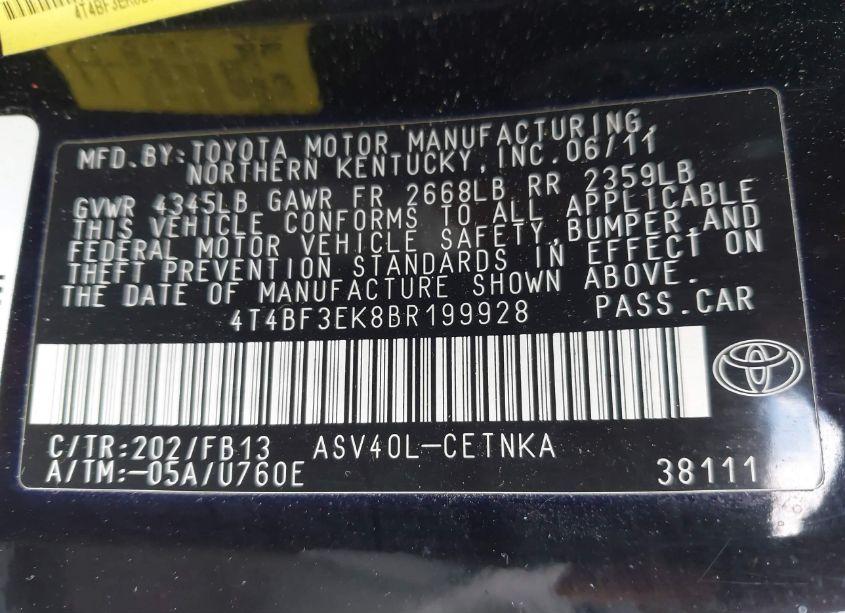 4T4BF3EK8
MFD.BY:TOYOTA MOTOR MANUFACTURING,
NORTHERN KENTUCKY,INC.06/11
GVWR 4345LB GAWR FR 2668LB RR 2359LB
THIS VEHICLE CONFORMS TO ALL APPLICABLE
FEDERAL MOTOR VEHICLE SAFETY,BUMPER,AND
THEFT PREVENTION STANDARDS IN EFFECT ON
THE DATE OF MANUFACTURE SHOWN ABOVE.
4T4BF3EK8BR199928 PASS.CAR
C/TR:202/FB13 ASV40L-CETNKA
A/TM:-05A/U760E 38111